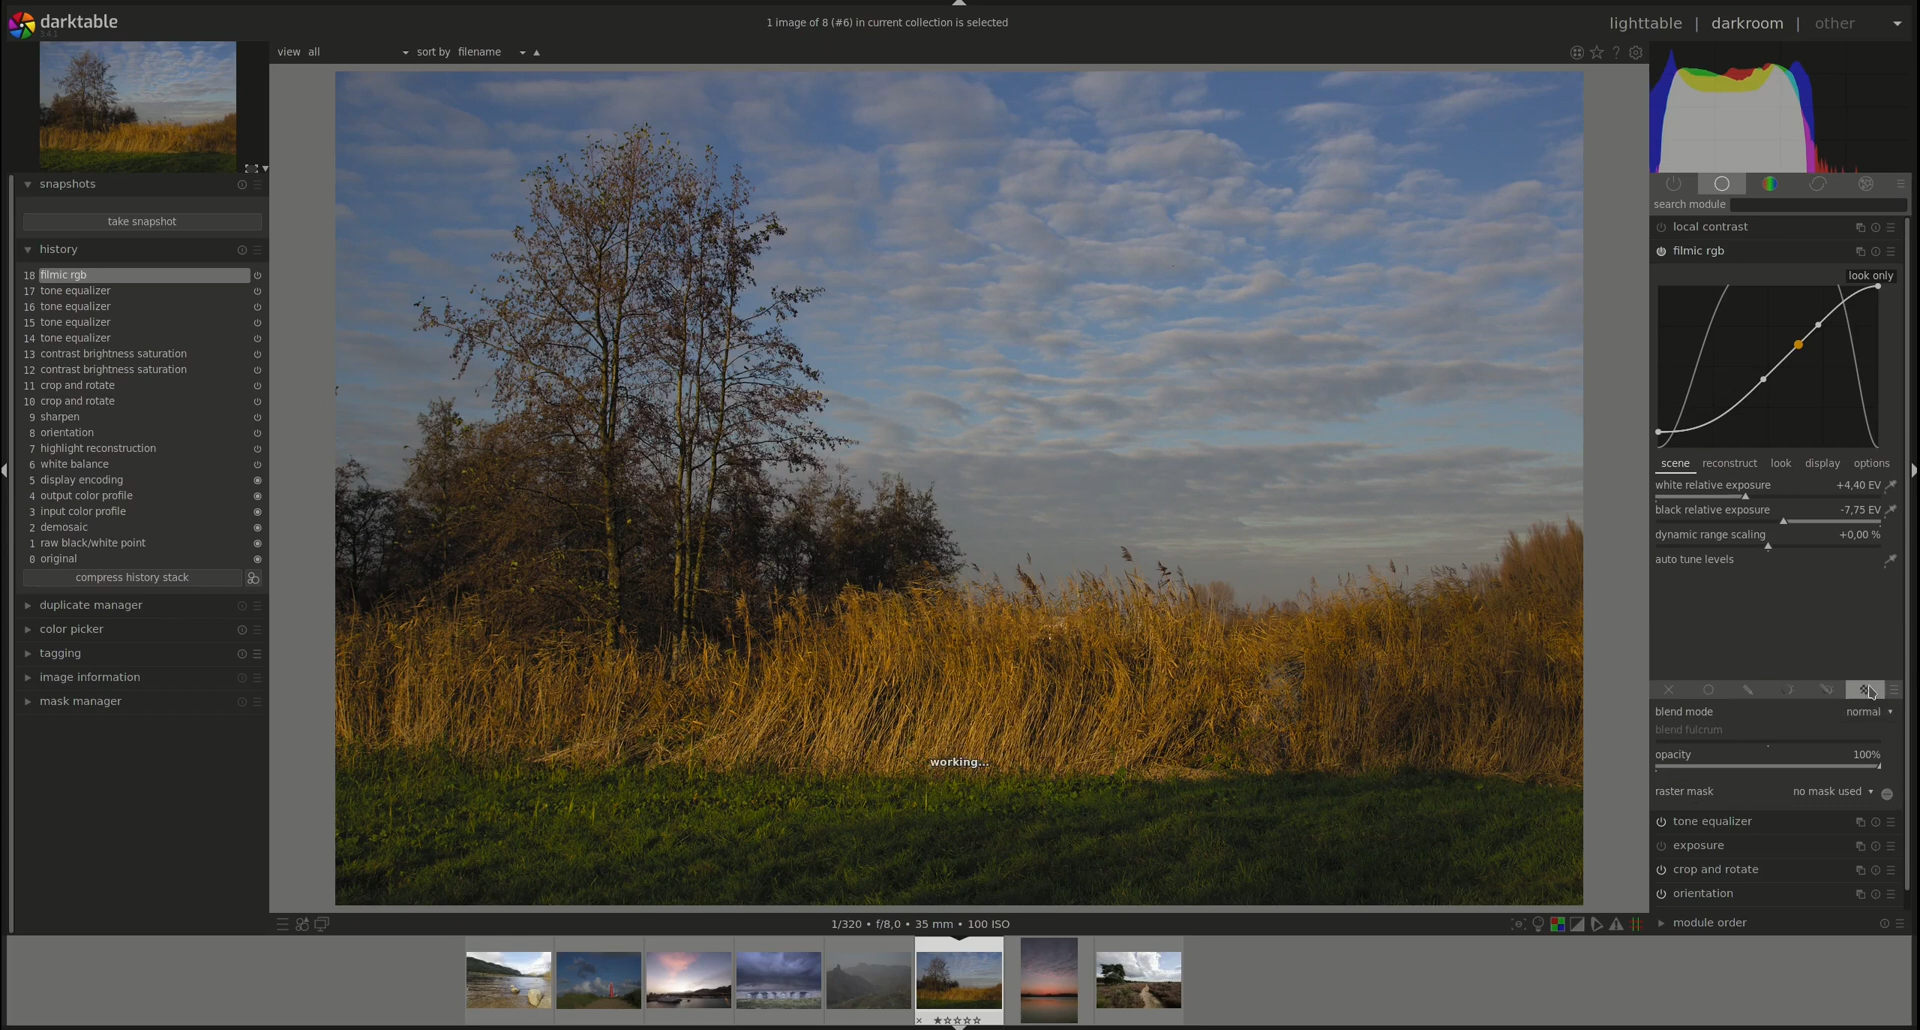 darktable
3.4.1
1 image of 8 (#6) in current collection is selected
lighttable | darkroom | other
view all
sort by filename
snapshots
take snapshot
history
18 filmic rgb
17 tone equalizer
16 tone equalizer
15 tone equalizer
14 tone equalizer
13 contrast brightness saturation
12 contrast brightness saturation
11 crop and rotate
10 crop and rotate
9 sharpen
8 orientation
7 highlight reconstruction
6 white balance
5 display encoding
4 output color profile
3 input color profile
2 demosaic
1 raw black/white point
0 original
compress history stack
duplicate manager
color picker
tagging
image information
mask manager
working...
1/320 • f/8,0 • 35 mm • 100 ISO
search module
local contrast
filmic rgb
look only
scene reconstruct look display options
white relative exposure +4,40 EV
black relative exposure -7,75 EV
dynamic range scaling +0,00 %
auto tune levels
blend mode normal
blend fulcrum
opacity 100%
raster mask no mask used
tone equalizer
exposure
crop and rotate
orientation
module order